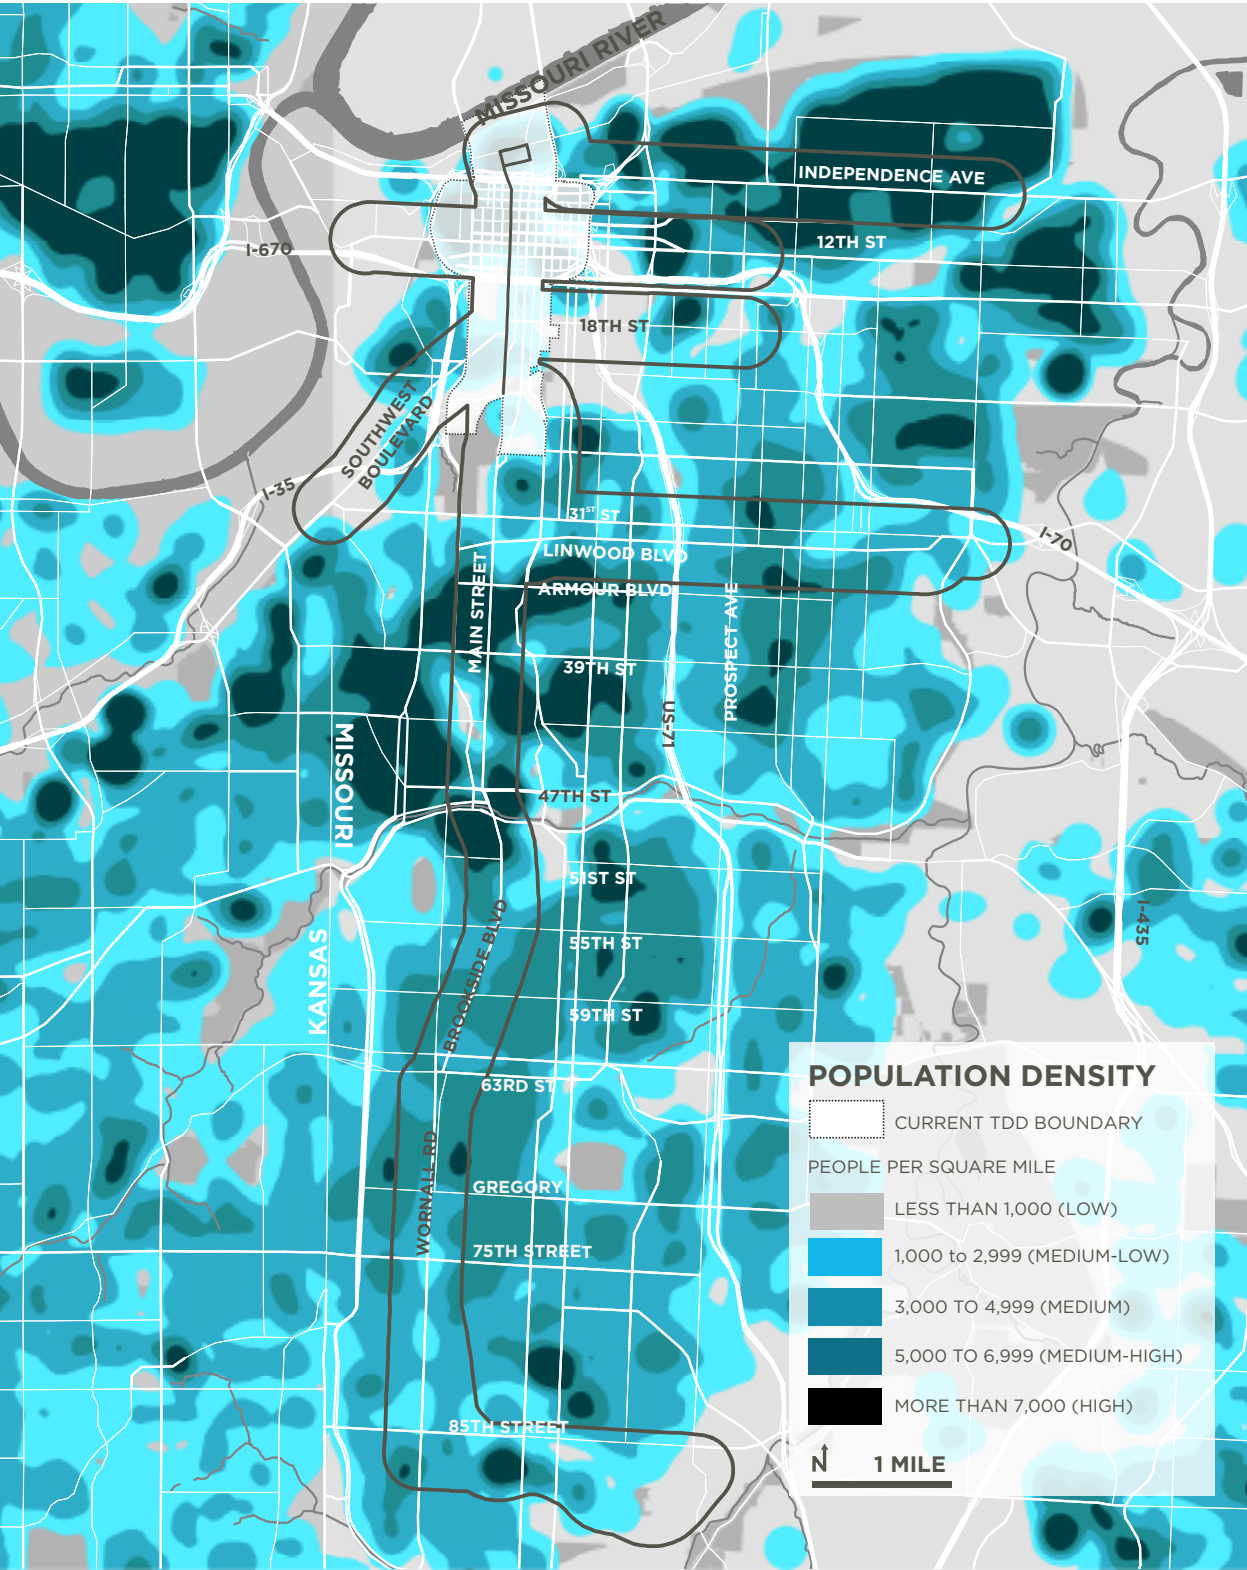 MISSOURI RIVER
INDEPENDENCE AVE
12TH ST
I-670
18TH ST
SOUTHWEST
BOULEVARD
I-35
31ST ST
I-70
LINWOOD BLVD
ARMOUR BLVD
MAIN STREET
PROSPECT AVE
39TH ST
US-71
MISSOURI
47TH ST
51ST ST
I-435
BROOKSIDE BLVD
KANSAS
55TH ST
59TH ST
63RD ST
WORNALL RD
GREGORY
75TH STREET
85TH STREET
POPULATION DENSITY
CURRENT TDD BOUNDARY
PEOPLE PER SQUARE MILE
LESS THAN 1,000 (LOW)
1,000 to 2,999 (MEDIUM-LOW)
3,000 TO 4,999 (MEDIUM)
5,000 TO 6,999 (MEDIUM-HIGH)
MORE THAN 7,000 (HIGH)
N 1 MILE